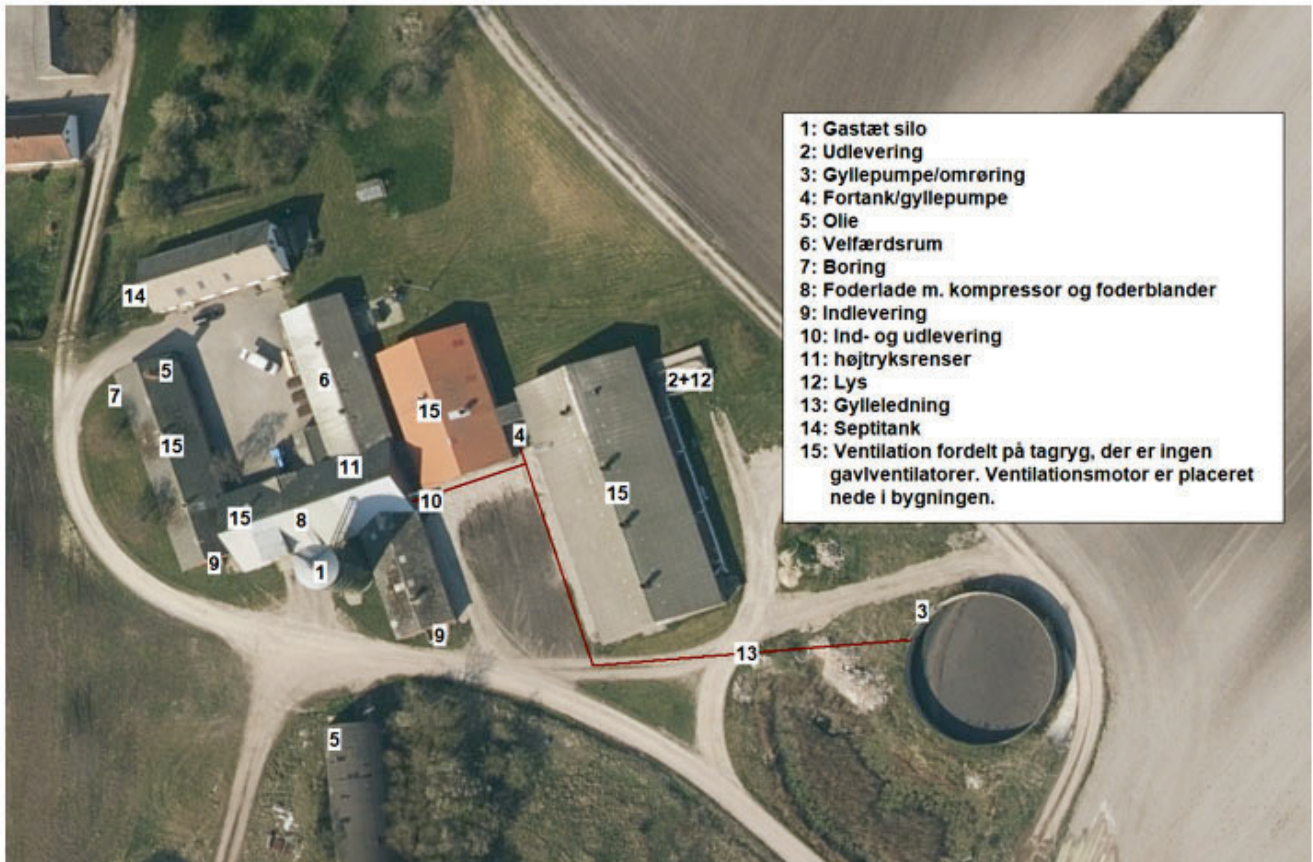 1: Gastæt silo
2: Udlevering
3: Gyllepumpe/omrøring
4: Fortank/gyllepumpe
5: Olie
6: Velfærdsrum
7: Boring
8: Foderlade m. kompressor og foderblander
9: Indlevering
10: Ind- og udlevering
11: højtryksrenser
12: Lys
13: Gylleledning
14: Septitank
15: Ventilation fordelt på tagryg, der er ingen
gavlventilatorer. Ventilationsmotor er placeret
nede i bygningen.
14
5
7
6
2+12
15
15
4
11
15
10
15
8
9
1
3
9
13
5